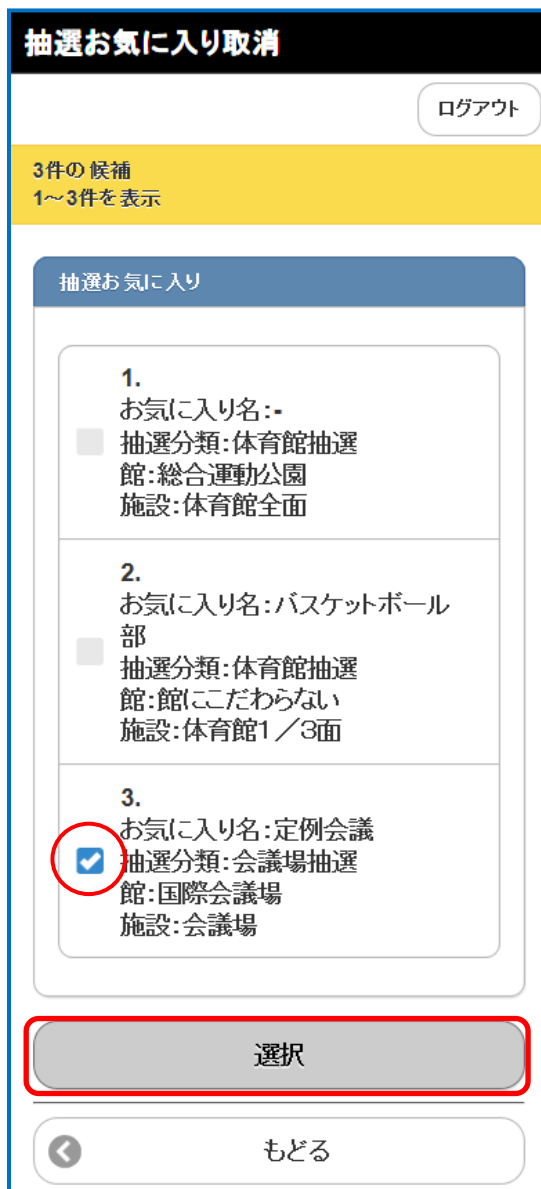 抽選お気に入り取消
ログアウト
3件の候補
1～3件を表示
抽選お気に入り
1.
お気に入り名:-
抽選分類:体育館抽選
館:総合運動公園
施設:体育館全面
2.
お気に入り名:バスケットボール
部
抽選分類:体育館抽選
館:館にこだわらない
施設:体育館1／3面
3.
お気に入り名:定例会議
抽選分類:会議場抽選
館:国際会議場
施設:会議場
選択
もどる